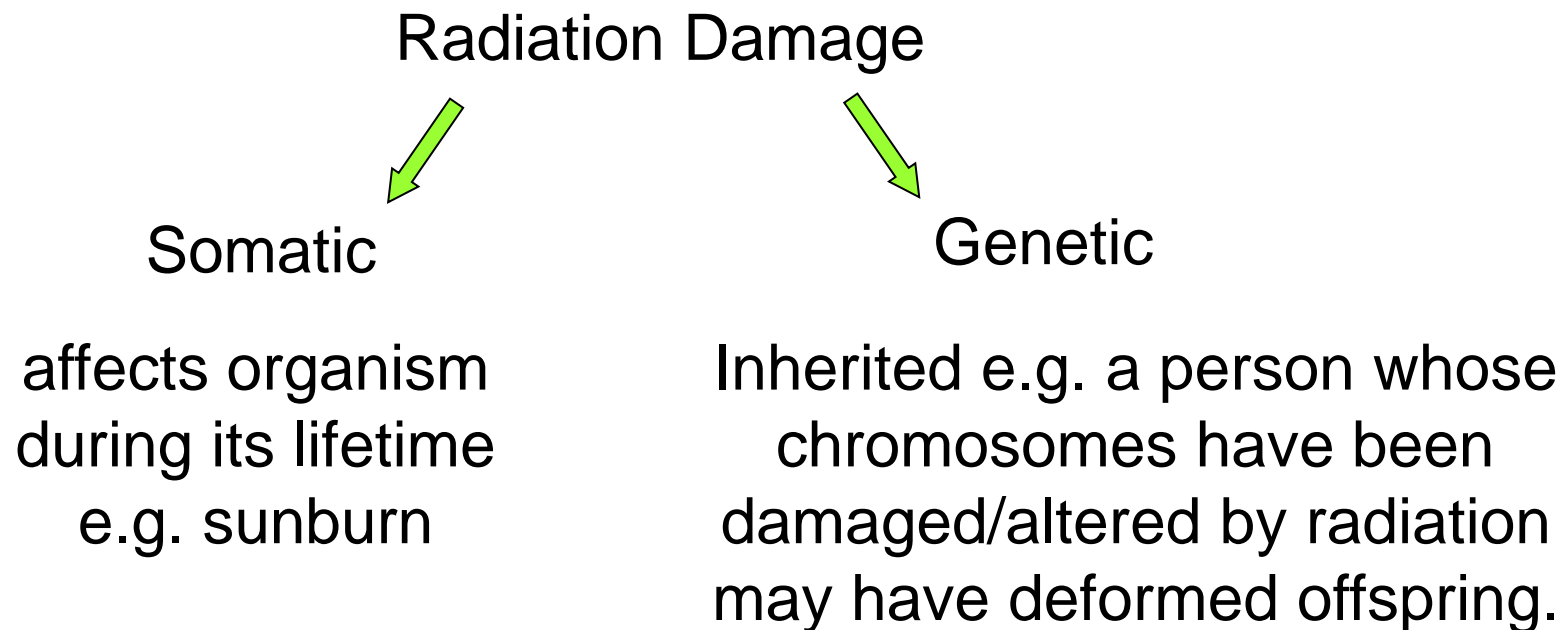 Radiation Damage
Somatic
affects organism
during its lifetime
e.g. sunburn
Genetic
Inherited e.g. a person whose
chromosomes have been
damaged/altered by radiation
may have deformed offspring.